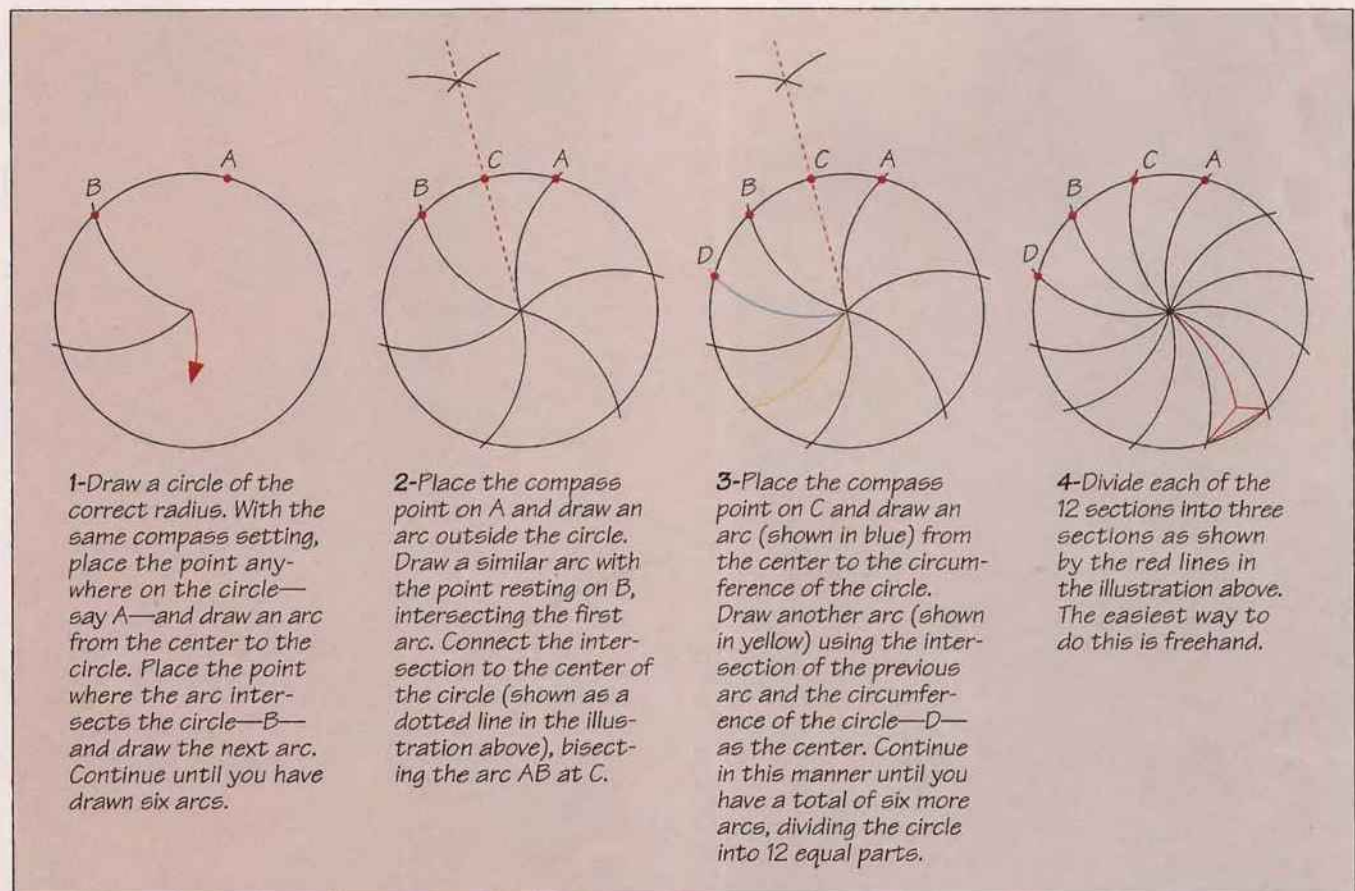 B
A
B
C
A
D
B
C
A
D
B
C
A
1-Draw a circle of the
correct radius. With the
same compass setting,
place the point any-
where on the circle—
say A—and draw an arc
from the center to the
circle. Place the point
where the arc inter-
sects the circle—B—
and draw the next arc.
Continue until you have
drawn six arcs.
2-Place the compass
point on A and draw an
arc outside the circle.
Draw a similar arc with
the point resting on B,
intersecting the first
arc. Connect the inter-
section to the center of
the circle (shown as a
dotted line in the illus-
tration above), bisect-
ing the arc AB at C.
3-Place the compass
point on C and draw an
arc (shown in blue) from
the center to the circum-
ference of the circle.
Draw another arc (shown
in yellow) using the inter-
section of the previous
arc and the circumfer-
ence of the circle—D—
as the center. Continue
in this manner until you
have a total of six more
arcs, dividing the circle
into 12 equal parts.
4-Divide each of the
12 sections into three
sections as shown
by the red lines in
the illustration above.
The easiest way to
do this is freehand.